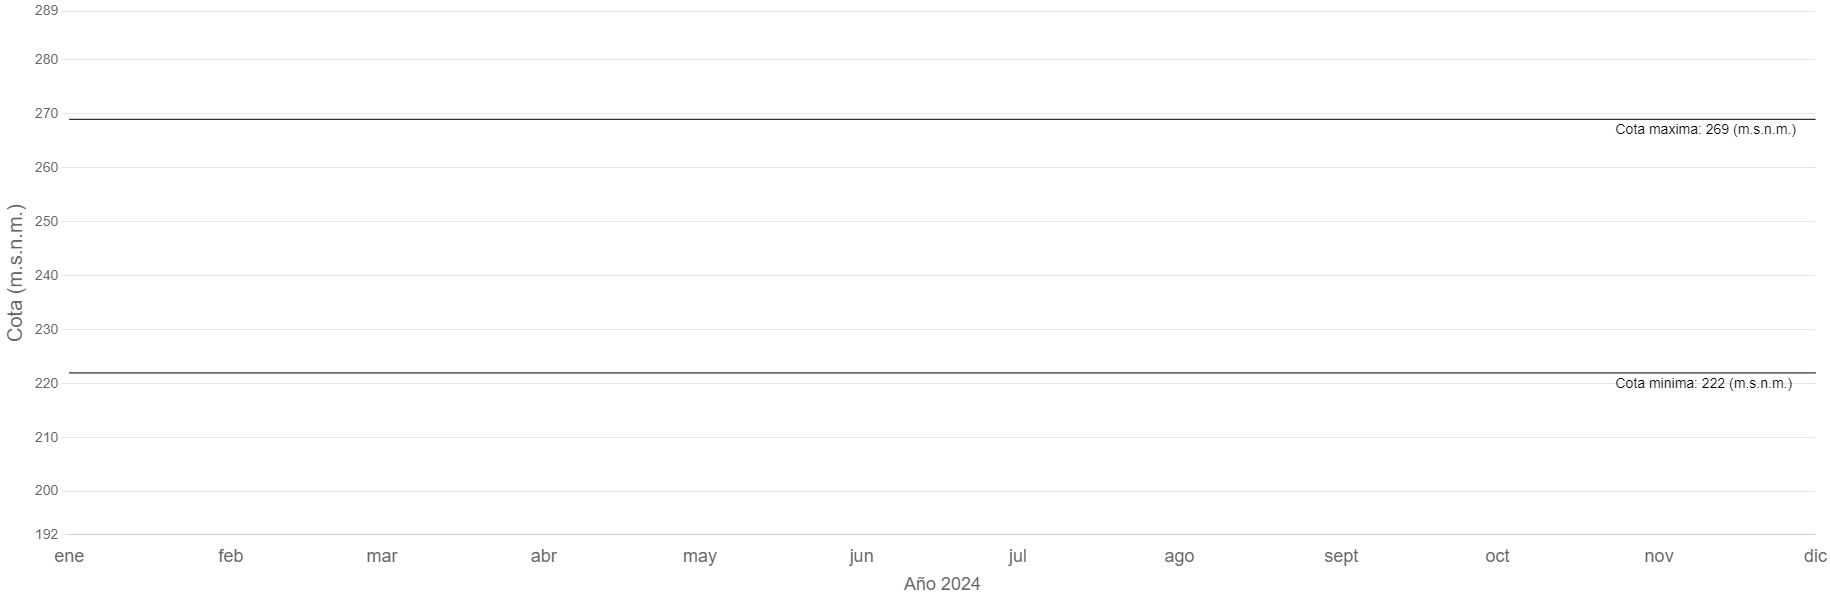 289
280
270
Cota maxima: 269 (m.s.n.m.)
260
250
240
230
220
Cota minima: 222 (m.s.n.m.)
210
200
192
Cota (m.s.n.m.)
ene feb mar abr may jun jul ago sept oct nov dic
Año 2024